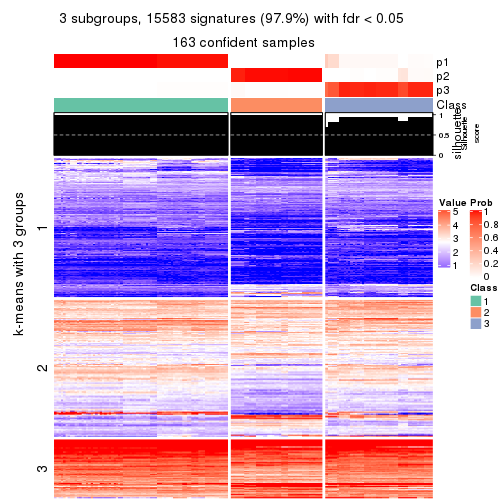 3 subgroups, 15583 signatures (97.9%) with fdr < 0.05
163 confident samples
p1
p2
p3
Class
1
0.5
0
silhouette
Silhouette
score
k-means with 3 groups
1
2
3
Value
5
4
3
2
1
Prob
1
0.8
0.6
0.4
0.2
0
Class
1
2
3